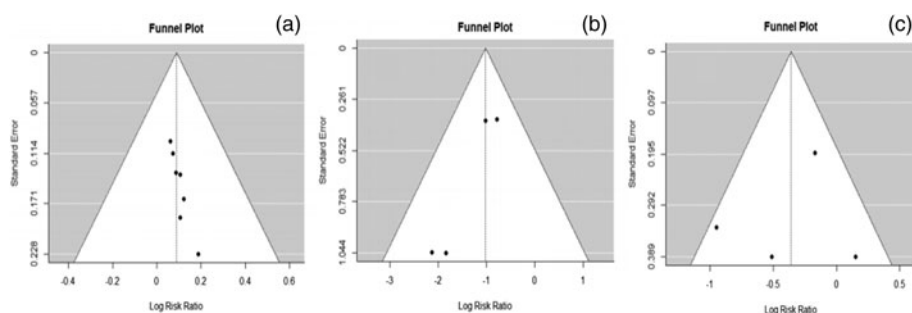 Funnel Plot (a)
Standard Error
0
0.057
0.114
0.171
0.228
-0.4 -0.2 0 0.2 0.4 0.6
Log Risk Ratio
Funnel Plot (b)
Standard Error
0
0.261
0.522
0.783
1.044
-3 -2 -1 0 1
Log Risk Ratio
Funnel Plot (c)
Standard Error
0
0.097
0.195
0.292
0.389
-1 -0.5 0 0.5
Log Risk Ratio